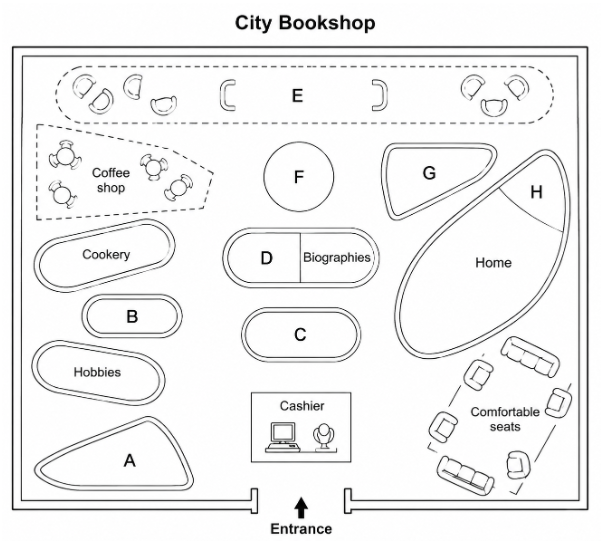 City Bookshop
E
Coffee
shop
F
G
H
Cookery
D
Biographies
Home
B
C
Hobbies
Cashier
Comfortable
seats
A
Entrance